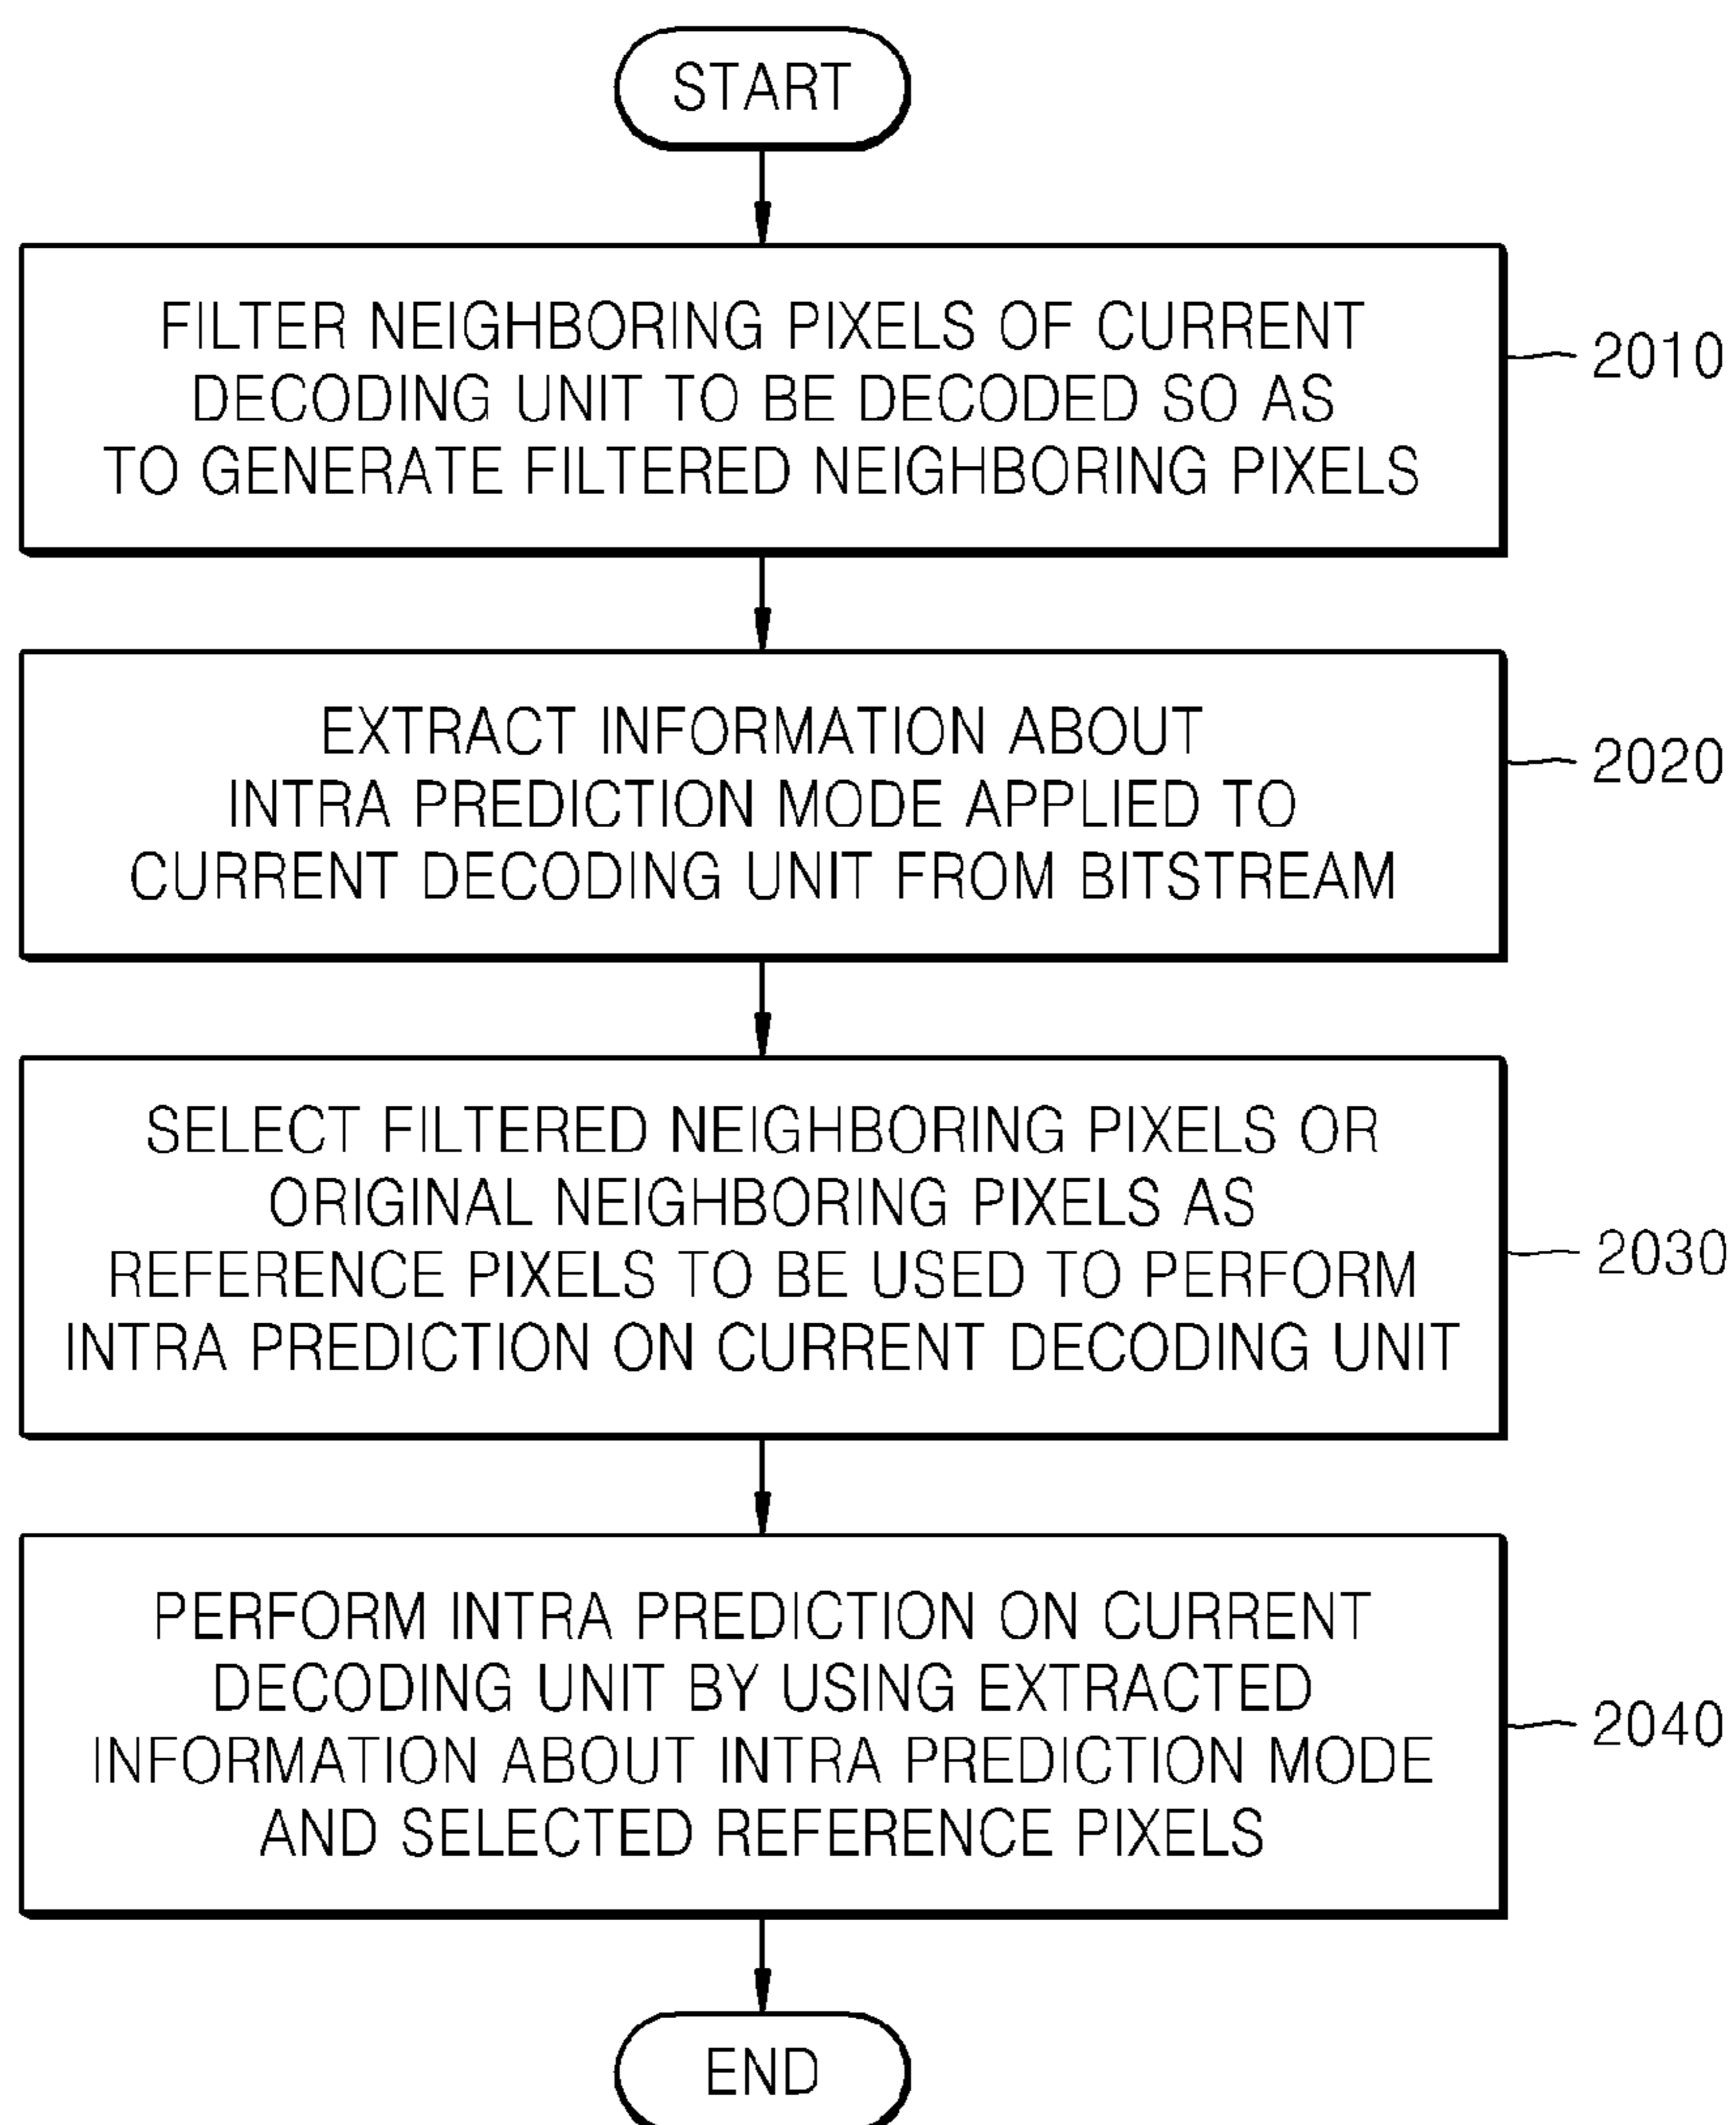 START
FILTER NEIGHBORING PIXELS OF CURRENT
DECODING UNIT TO BE DECODED SO AS
TO GENERATE FILTERED NEIGHBORING PIXELS
2010
EXTRACT INFORMATION ABOUT
INTRA PREDICTION MODE APPLIED TO
CURRENT DECODING UNIT FROM BITSTREAM
2020
SELECT FILTERED NEIGHBORING PIXELS OR
ORIGINAL NEIGHBORING PIXELS AS
REFERENCE PIXELS TO BE USED TO PERFORM
INTRA PREDICTION ON CURRENT DECODING UNIT
2030
PERFORM INTRA PREDICTION ON CURRENT
DECODING UNIT BY USING EXTRACTED
INFORMATION ABOUT INTRA PREDICTION MODE
AND SELECTED REFERENCE PIXELS
2040
END